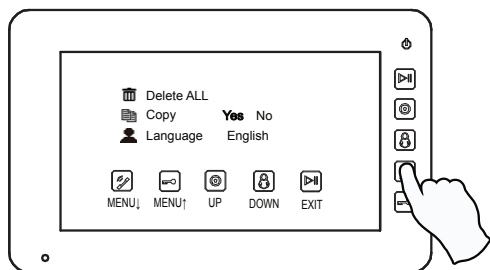 Delete ALL
Copy Yes No
Language English
MENU↓ MENU↑ UP DOWN EXIT